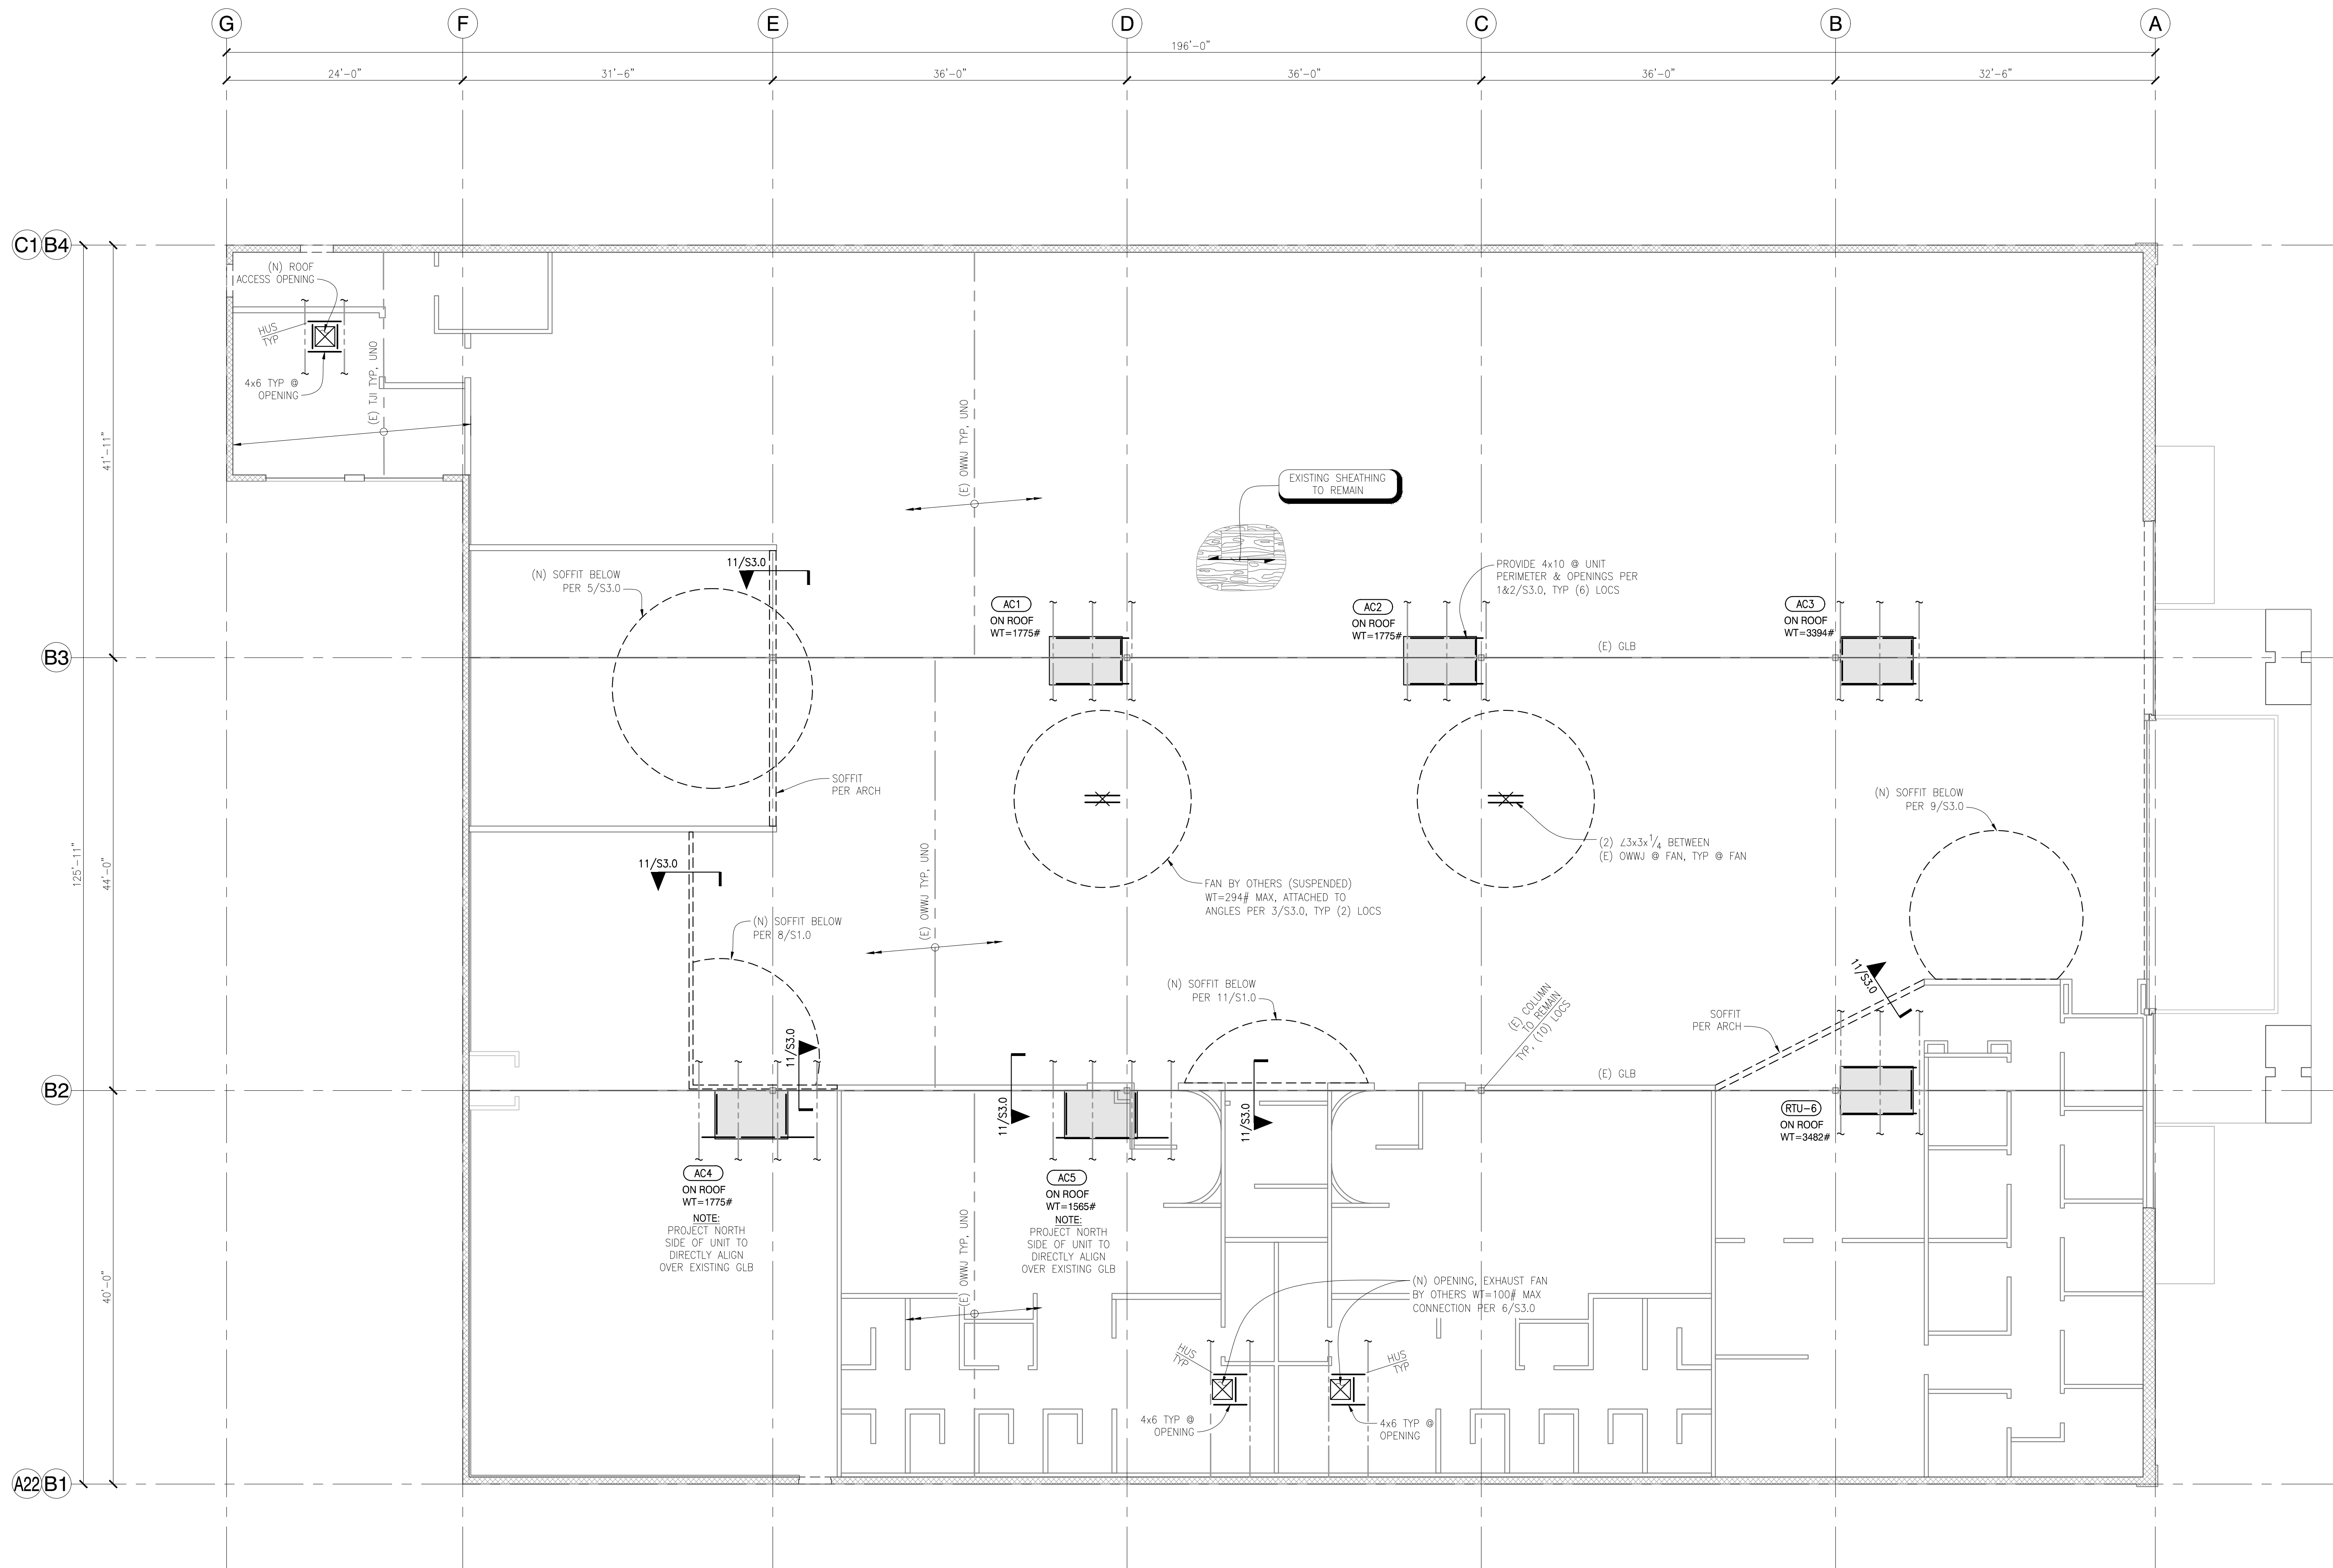 G
F
E
D
C
B
A
196'-0"
24'-0"
31'-6"
36'-0"
36'-0"
36'-0"
32'-6"
C1
B4
B3
B2
A22
B1
125'-11"
41'-11"
44'-0"
40'-0"
(N) ROOF
ACCESS OPENING
HUS
TYP
4x6 TYP @
OPENING
(E) TJI TYP, UNO
(E) OWWJ TYP, UNO
EXISTING SHEATHING
TO REMAIN
11/S3.0
(N) SOFFIT BELOW
PER 5/S3.0
PROVIDE 4x10 @ UNIT
PERIMETER & OPENINGS PER
1&2/S3.0, TYP (6) LOCS
AC1
ON ROOF
WT=1775#
AC2
ON ROOF
WT=1775#
AC3
ON ROOF
WT=3394#
(E) GLB
SOFFIT
PER ARCH
(N) SOFFIT BELOW
PER 9/S3.0
(2) ∠3x3x1/4 BETWEEN
(E) OWWJ @ FAN, TYP @ FAN
11/S3.0
(E) OWWJ TYP, UNO
FAN BY OTHERS (SUSPENDED)
WT=294# MAX, ATTACHED TO
ANGLES PER 3/S3.0, TYP (2) LOCS
(N) SOFFIT BELOW
PER 8/S1.0
(N) SOFFIT BELOW
PER 11/S1.0
(E) COLUMN
TO REMAIN
TYP, (10) LOCS
11/S3.0
SOFFIT
PER ARCH
11/S3.0
11/S3.0
11/S3.0
(E) GLB
RTU-6
ON ROOF
WT=3482#
AC4
ON ROOF
WT=1775#
NOTE:
PROJECT NORTH
SIDE OF UNIT TO
DIRECTLY ALIGN
OVER EXISTING GLB
AC5
ON ROOF
WT=1565#
NOTE:
PROJECT NORTH
SIDE OF UNIT TO
DIRECTLY ALIGN
OVER EXISTING GLB
(E) OWWJ TYP, UNO
(N) OPENING, EXHAUST FAN
BY OTHERS WT=100# MAX
CONNECTION PER 6/S3.0
HUS
TYP
HUS
TYP
4x6 TYP @
OPENING
4x6 TYP @
OPENING